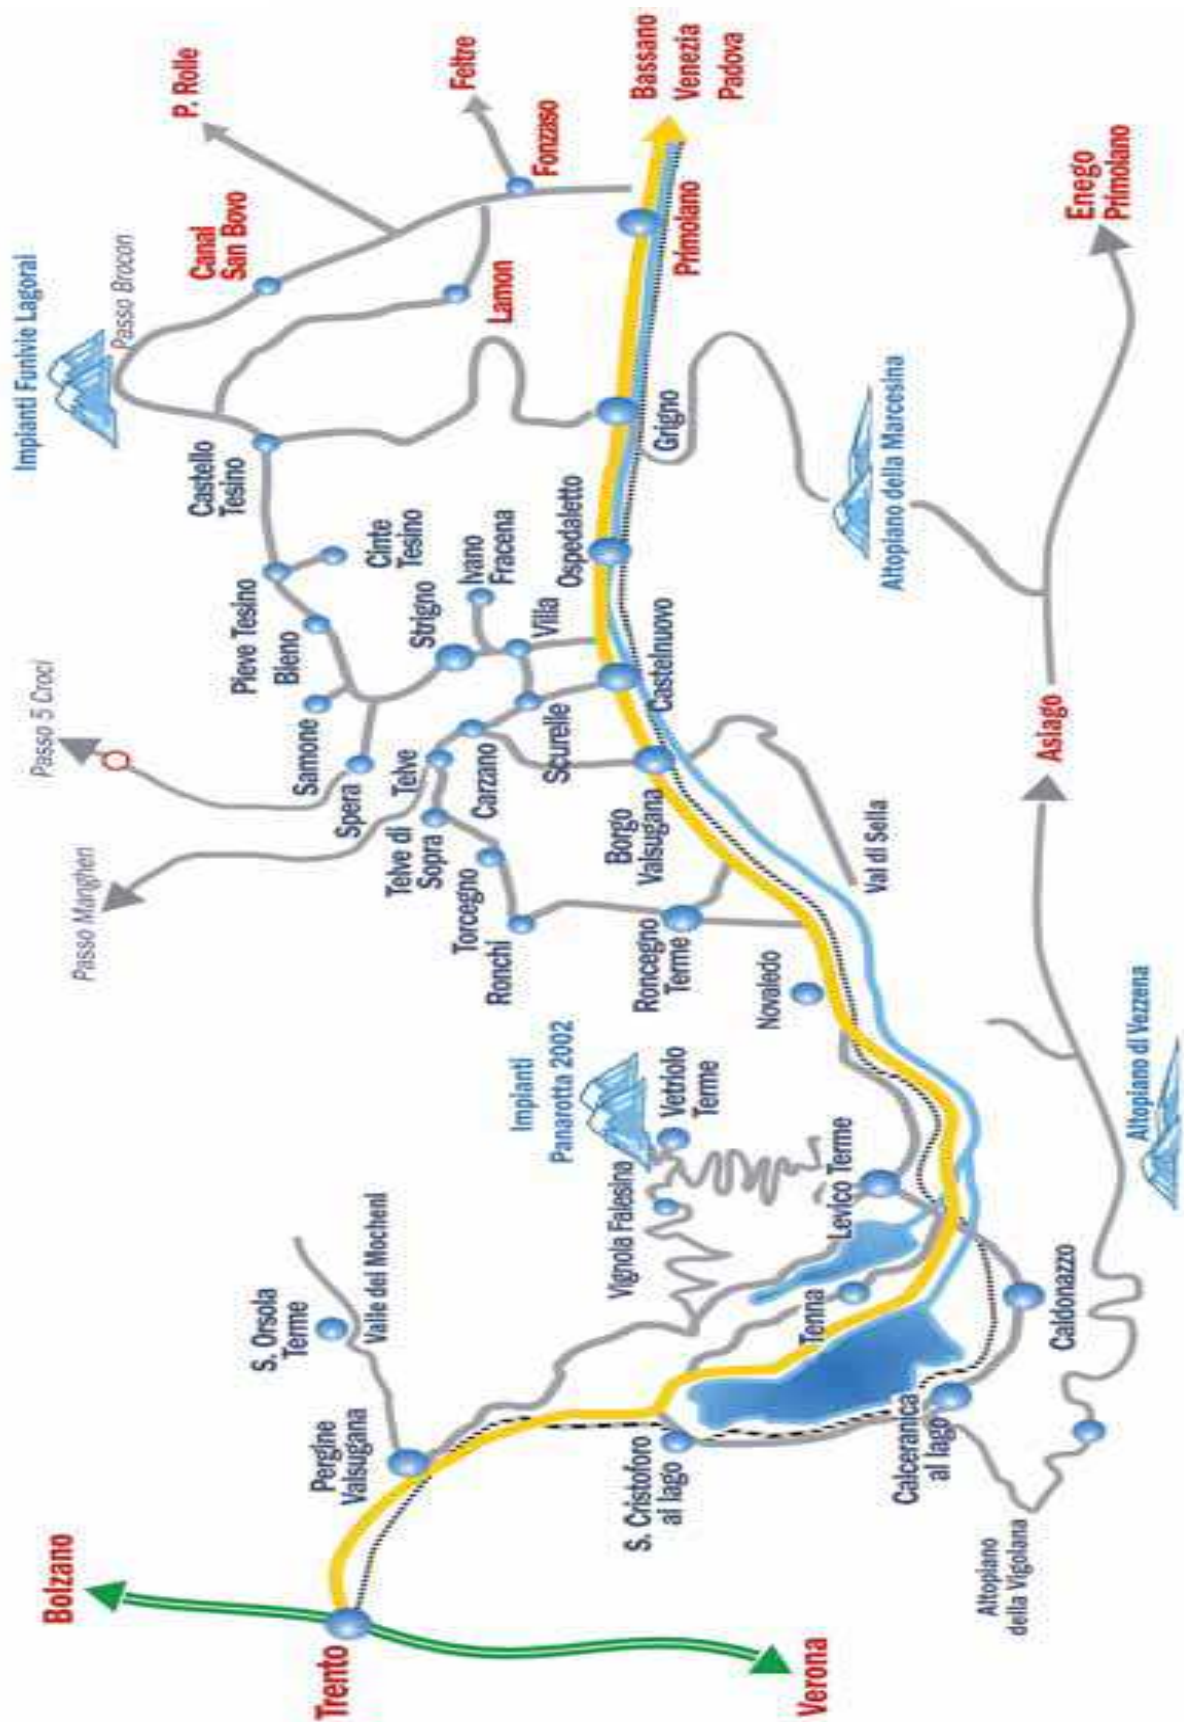 Bolzano
Trento
Verona
Pergine
Valsugana
S. Orsola
Terme
Valle dei Mocheni
S. Cristoforo
al lago
Calceranica
al lago
Altopiano
della Vigolana
Caldonazzo
Tenna
Levico Terme
Vignola Falesina
Vetriolo
Terme
Impianti
Panarotta 2002
Altopiano di Vezzena
Novaledo
Roncegno
Terme
Ronchi
Torcegno
Telve di
Sopra
Telve
Carzano
Borgo
Valsugana
Val di Sella
Passo Mangheri
Passo 5 Croci
Spera
Samone
Scurelle
Castelnuovo
Villa
Strigno
Ivano
Fracena
Bieno
Pieve Tesino
Cinte
Tesino
Castello
Tesino
Ospedaletto
Grigno
Altopiano della Marcesina
Asiago
Enego
Primolano
Impianti Funivie Lagorai
Passo Brocon
Canal
San Bovo
Lamon
P. Rolle
Feltre
Fonzaso
Primolano
Bassano
Venezia
Padova